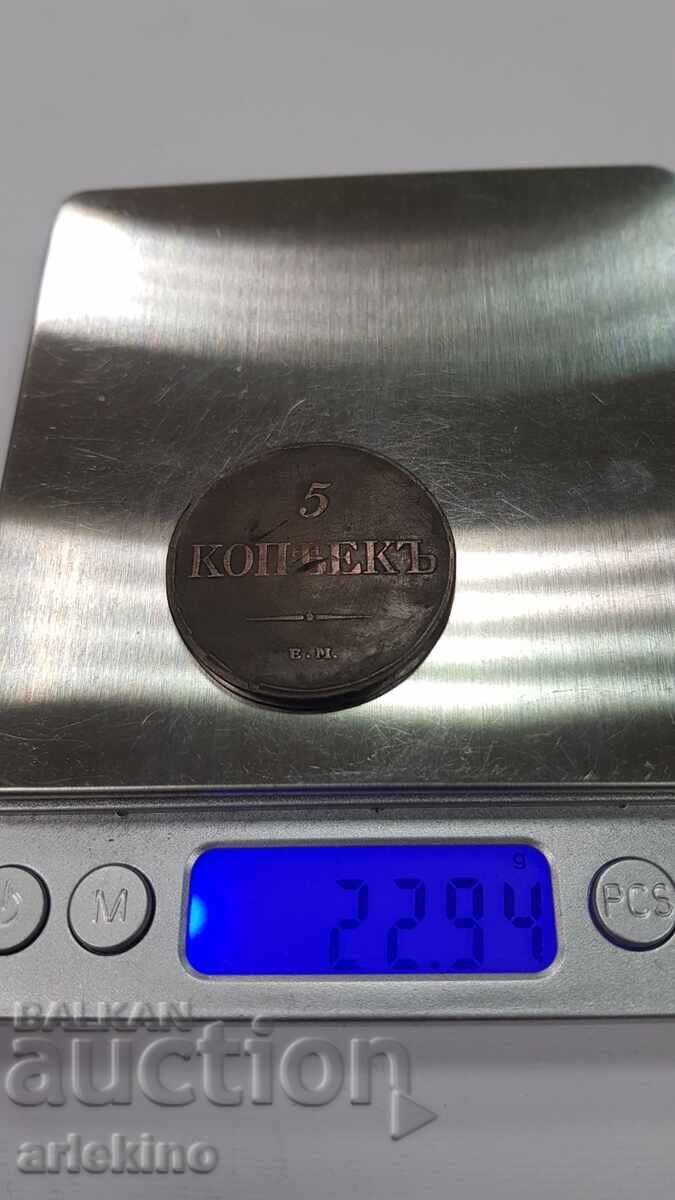 5
КОПѢЕКЪ
Е.М.
g
M
22.94
PCS
BALKAN
auction
arlekino